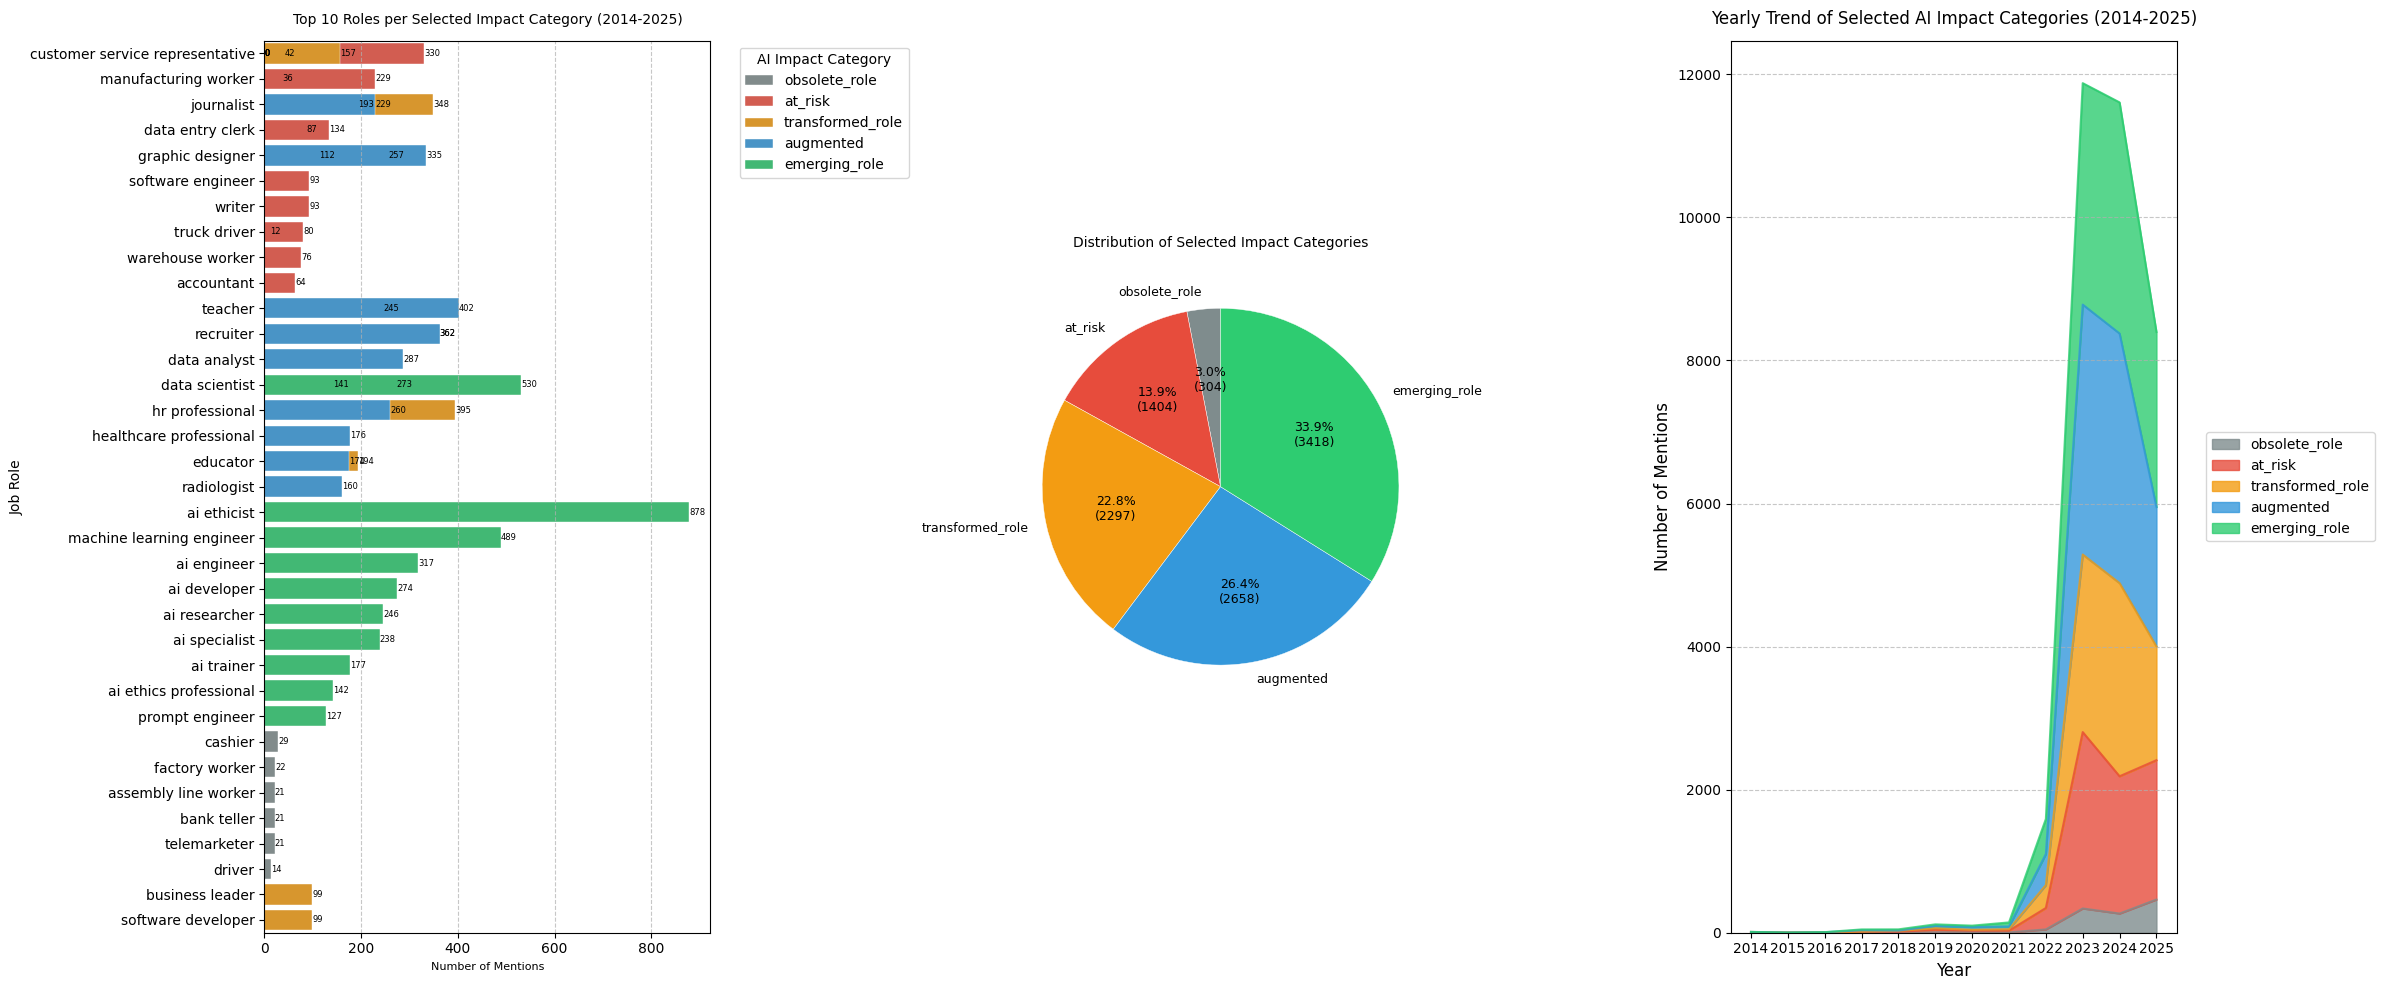 Top 10 Roles per Selected Impact Category (2014-2025)
customer service representative 0 42 157 330
manufacturing worker 36 229
journalist 193 229 348
data entry clerk 87 134
graphic designer 112 257 335
software engineer 93
writer 93
truck driver 12 80
warehouse worker 76
accountant 64
teacher 245 402
recruiter 362
data analyst 287
data scientist 141 273 530
hr professional 260 395
healthcare professional 176
educator 194
radiologist 160
ai ethicist 878
machine learning engineer 489
ai engineer 317
ai developer 274
ai researcher 246
ai specialist 238
ai trainer 177
ai ethics professional 142
prompt engineer 127
cashier 29
factory worker 22
assembly line worker 21
bank teller 21
telemarketer 21
driver 14
business leader 99
software developer 99
0 200 400 600 800
Number of Mentions
Job Role
AI Impact Category
obsolete_role
at_risk
transformed_role
augmented
emerging_role
Distribution of Selected Impact Categories
obsolete_role
3.0%
(304)
at_risk
13.9%
(1404)
transformed_role
22.8%
(2297)
augmented
26.4%
(2658)
emerging_role
33.9%
(3418)
Yearly Trend of Selected AI Impact Categories (2014-2025)
12000
10000
8000
6000
4000
2000
0
Number of Mentions
2014 2015 2016 2017 2018 2019 2020 2021 2022 2023 2024 2025
Year
obsolete_role
at_risk
transformed_role
augmented
emerging_role